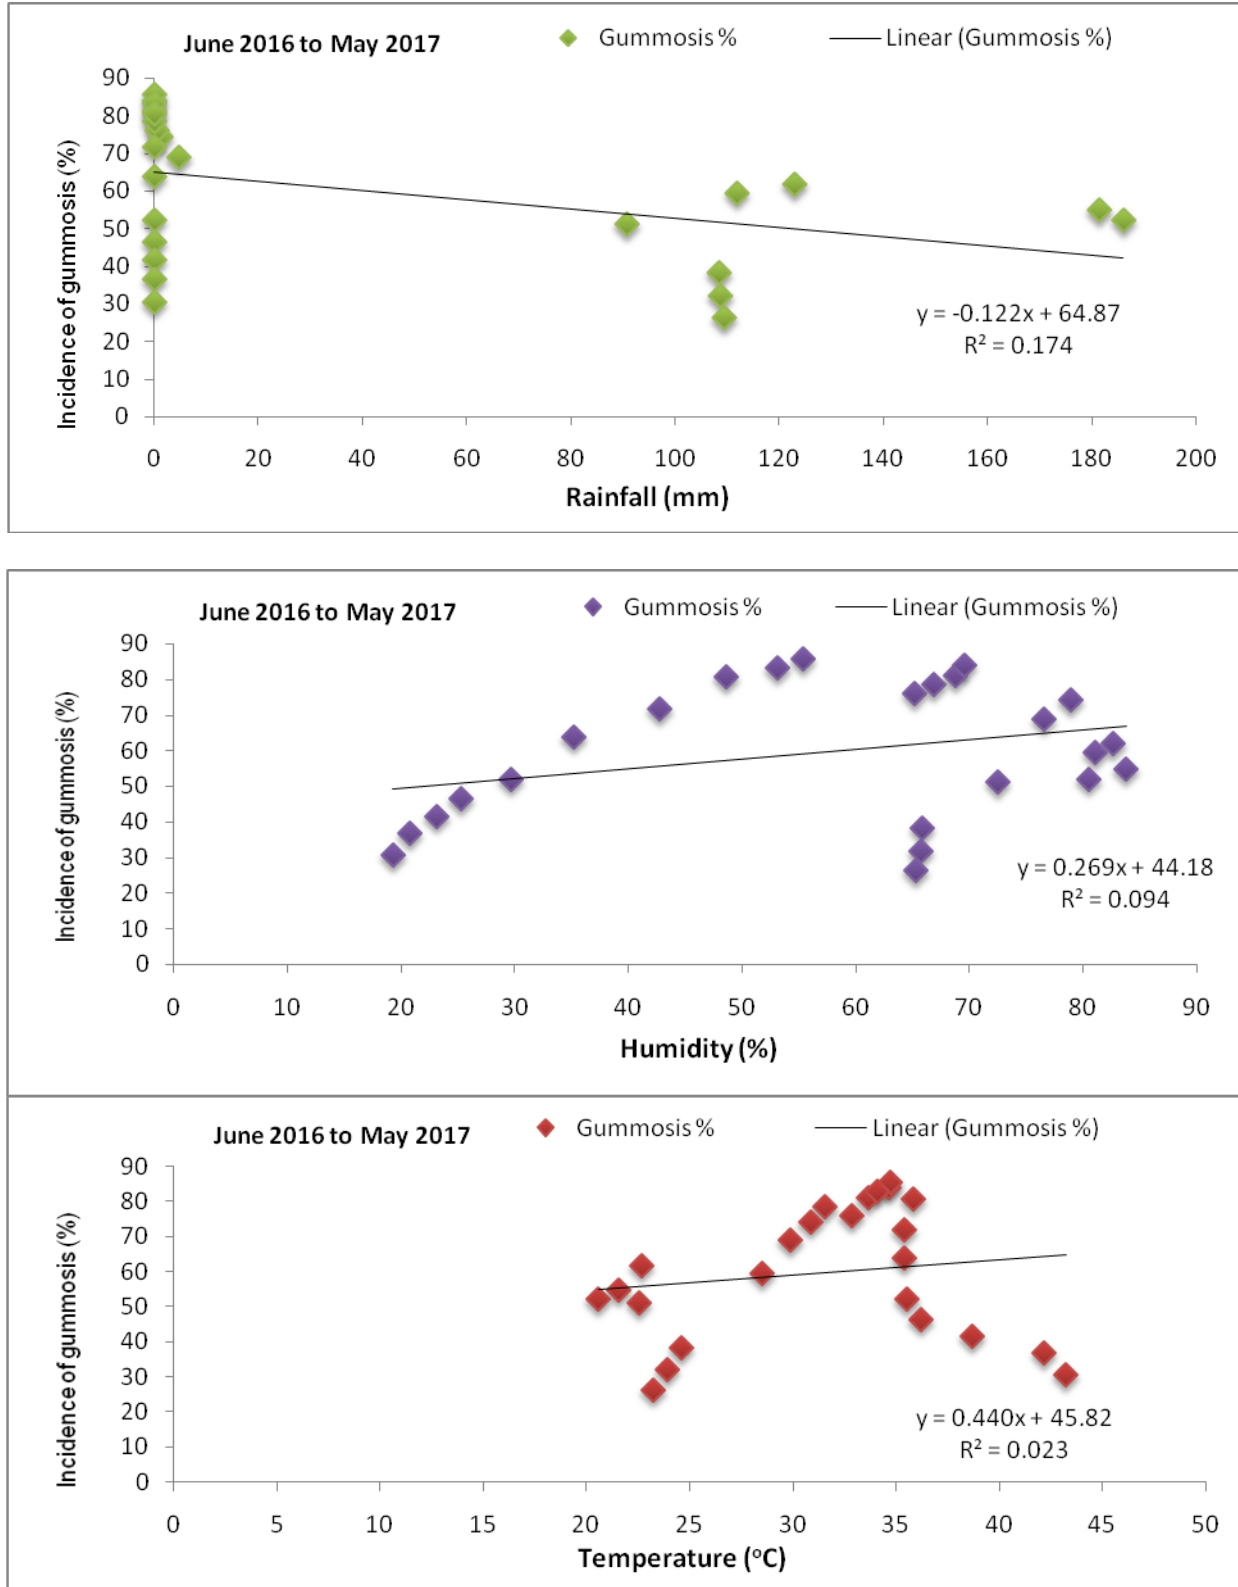 June 2016 to May 2017 Gummosis % Linear (Gummosis %)
Incidence of gummosis (%)
90
80
70
60
50
40
30
20
10
0
y = -0.122x + 64.87
R² = 0.174
0 20 40 60 80 100 120 140 160 180 200
Rainfall (mm)
June 2016 to May 2017 Gummosis % Linear (Gummosis %)
Incidence of gummosis (%)
90
80
70
60
50
40
30
20
10
0
y = 0.269x + 44.18
R² = 0.094
0 10 20 30 40 50 60 70 80 90
Humidity (%)
June 2016 to May 2017 Gummosis % Linear (Gummosis %)
Incidence of gummosis (%)
90
80
70
60
50
40
30
20
10
0
y = 0.440x + 45.82
R² = 0.023
0 5 10 15 20 25 30 35 40 45 50
Temperature (°C)